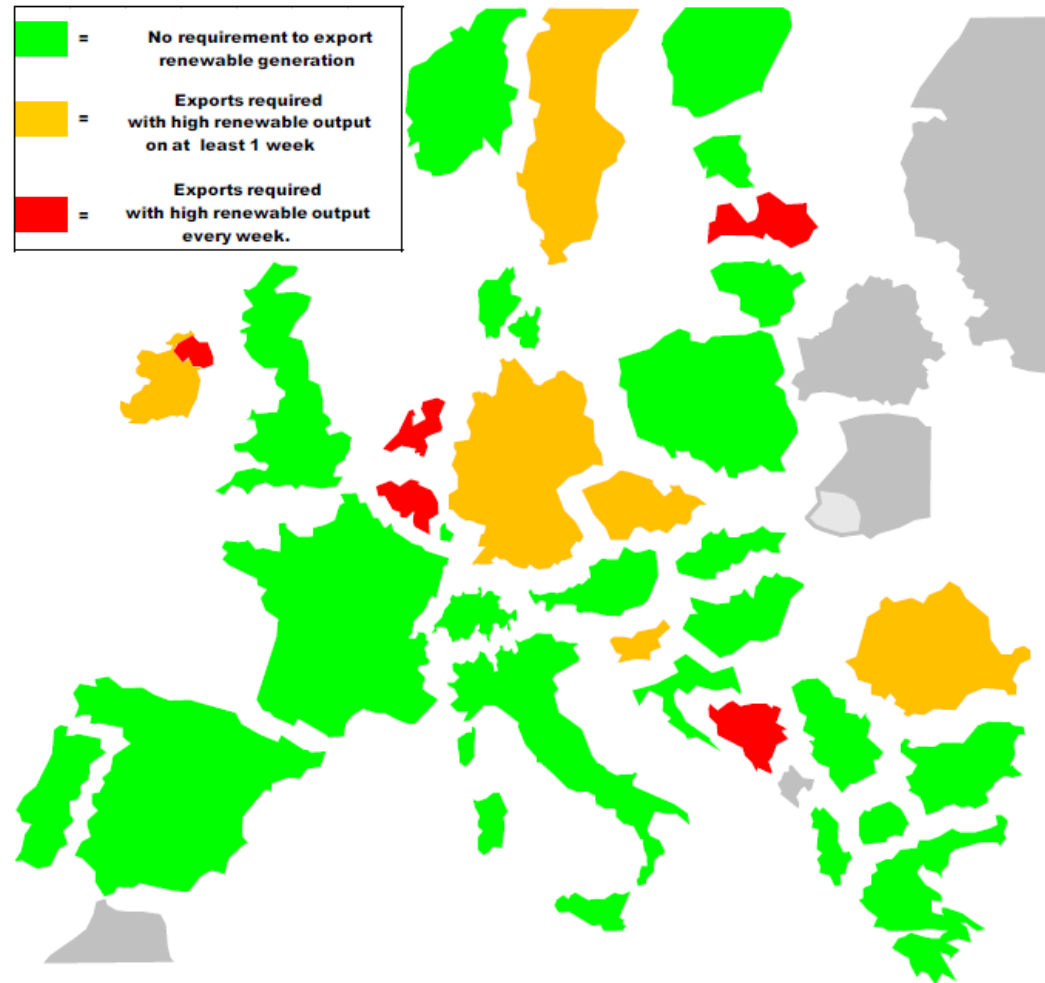 = No requirement to export
renewable generation
= Exports required
with high renewable output
on at least 1 week
= Exports required
with high renewable output
every week.